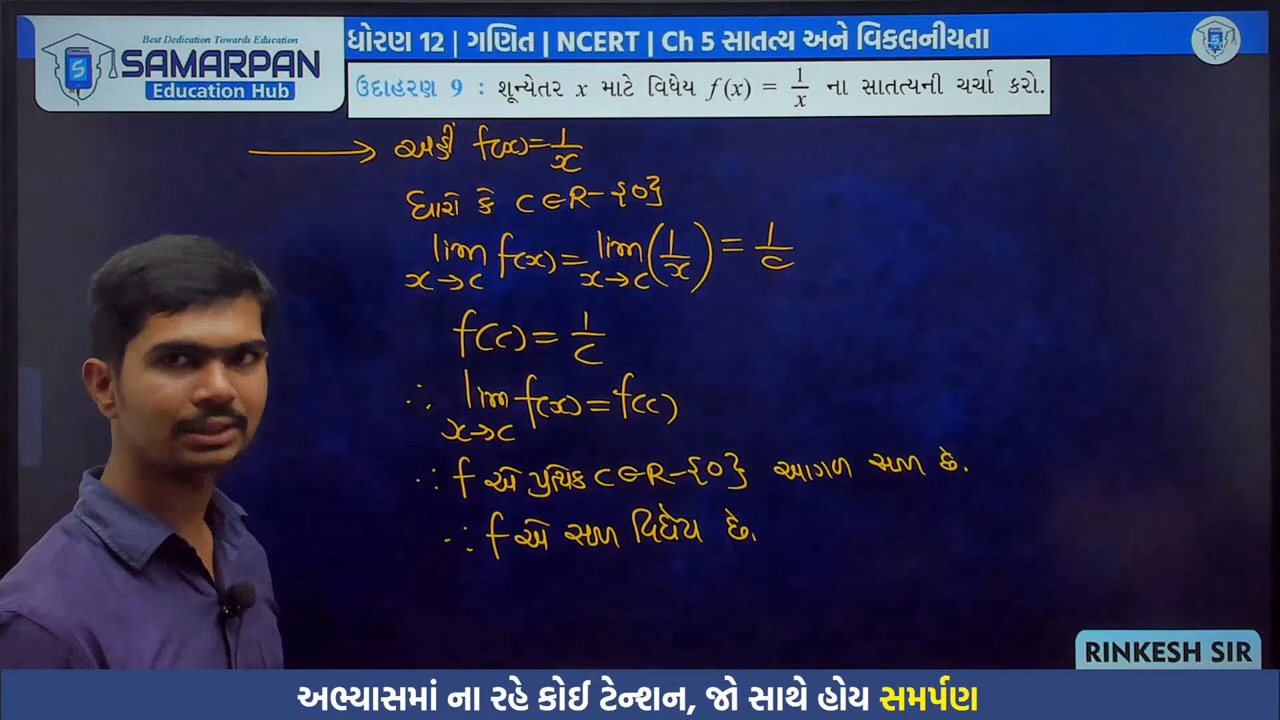 Best Dedication Towards Education
SAMARPAN
Education Hub
ધોરણ 12 | ગણિત | NCERT | Ch 5 સાતત્ય અને વિકલનીયતા
ઉદાહરણ 9 : શૂન્યેતર x માટે વિધેય f(x) = 1/x ના સાતત્યની ચર્ચા કરો.
અહીં f(x)=1/x
ધારો કે C∈R-{0}
lim x→c f(x)=lim x→c (1/x) = 1/c
f(c) = 1/c
∴ lim x→c f(x) = f(c)
∴ f એ પ્રત્યેક C∈R-{0} આગળ સતત છે.
∴ f એ સતત વિધેય છે.
RINKESH SIR
અભ્યાસમાં ના રહે કોઈ ટેન્શન, જો સાથે હોય સમર્પણ